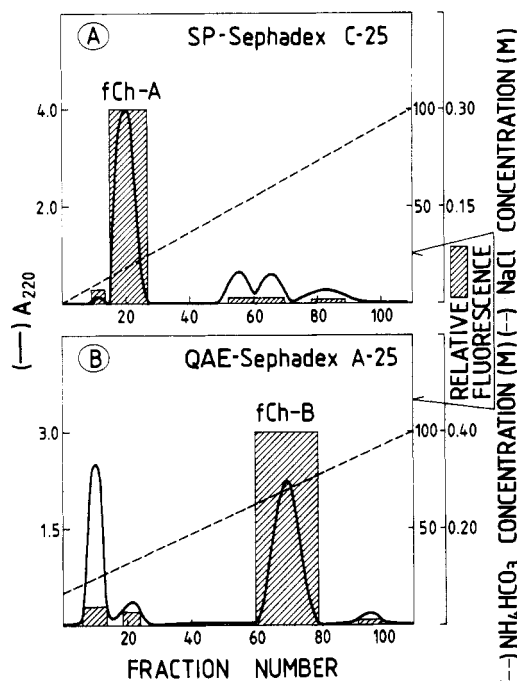 A
SP-Sephadex C-25
fCh-A
4.0
2.0
100
50
0.30
0.15
20 40 60 80 100
B
QAE-Sephadex A-25
fCh-B
3.0
1.5
100
50
0.40
0.20
20 40 60 80 100
FRACTION NUMBER
(—) A220
RELATIVE
FLUORESCENCE
(--) NH4HCO3 CONCENTRATION (M) (--) NaCl CONCENTRATION (M)